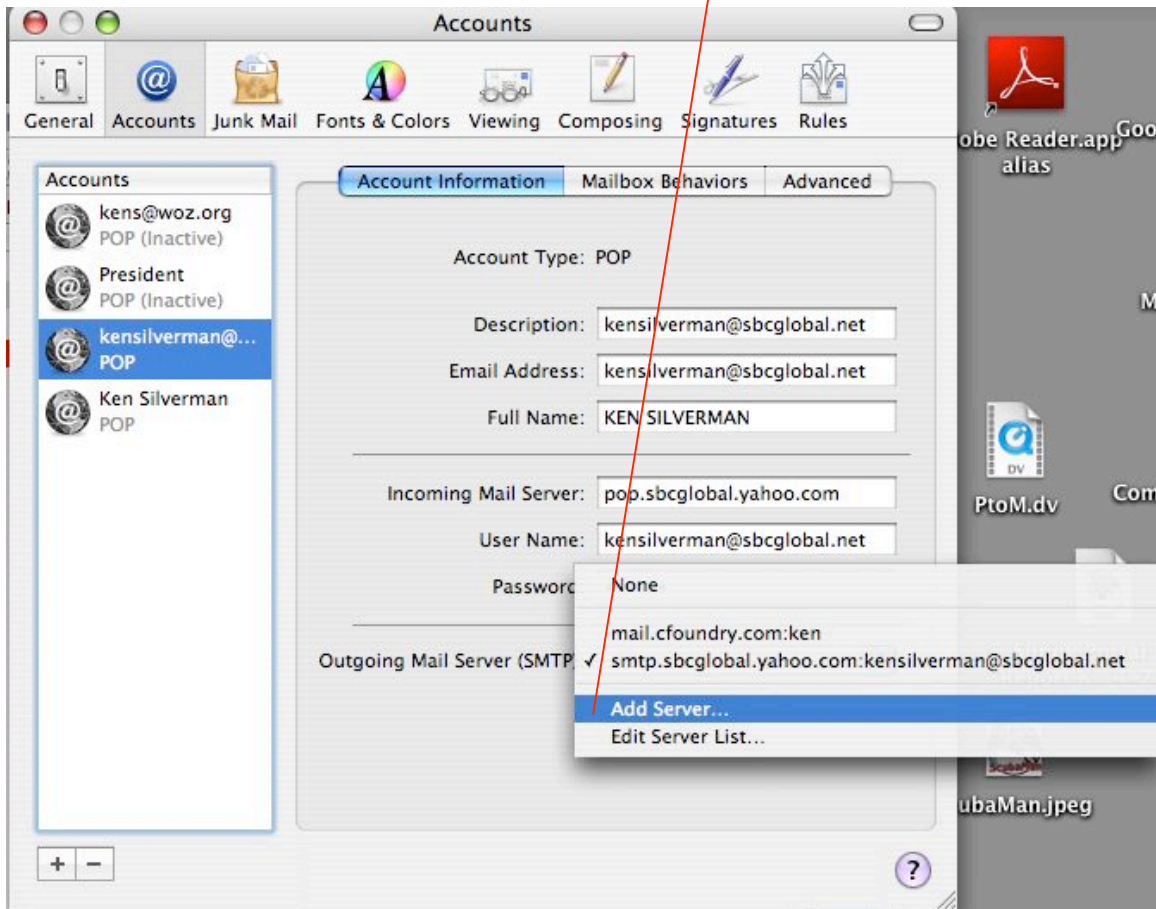 Accounts
General Accounts Junk Mail Fonts & Colors Viewing Composing Signatures Rules
Accounts
kens@woz.org
POP (Inactive)
President
POP (Inactive)
kensilverman@...
POP
Ken Silverman
POP
Account Information Mailbox Behaviors Advanced
Account Type: POP
Description: kensilverman@sbcglobal.net
Email Address: kensilverman@sbcglobal.net
Full Name: KEN SILVERMAN
Incoming Mail Server: pop.sbcglobal.yahoo.com
User Name: kensilverman@sbcglobal.net
Password
Outgoing Mail Server (SMTP)
None
mail.cfoundry.com:ken
✓ smtp.sbcglobal.yahoo.com:kensilverman@sbcglobal.net
Add Server...
Edit Server List...
+ −
?
obe Reader.app
alias
Goo
M
DV
PtoM.dv
Com
ubaMan.jpeg